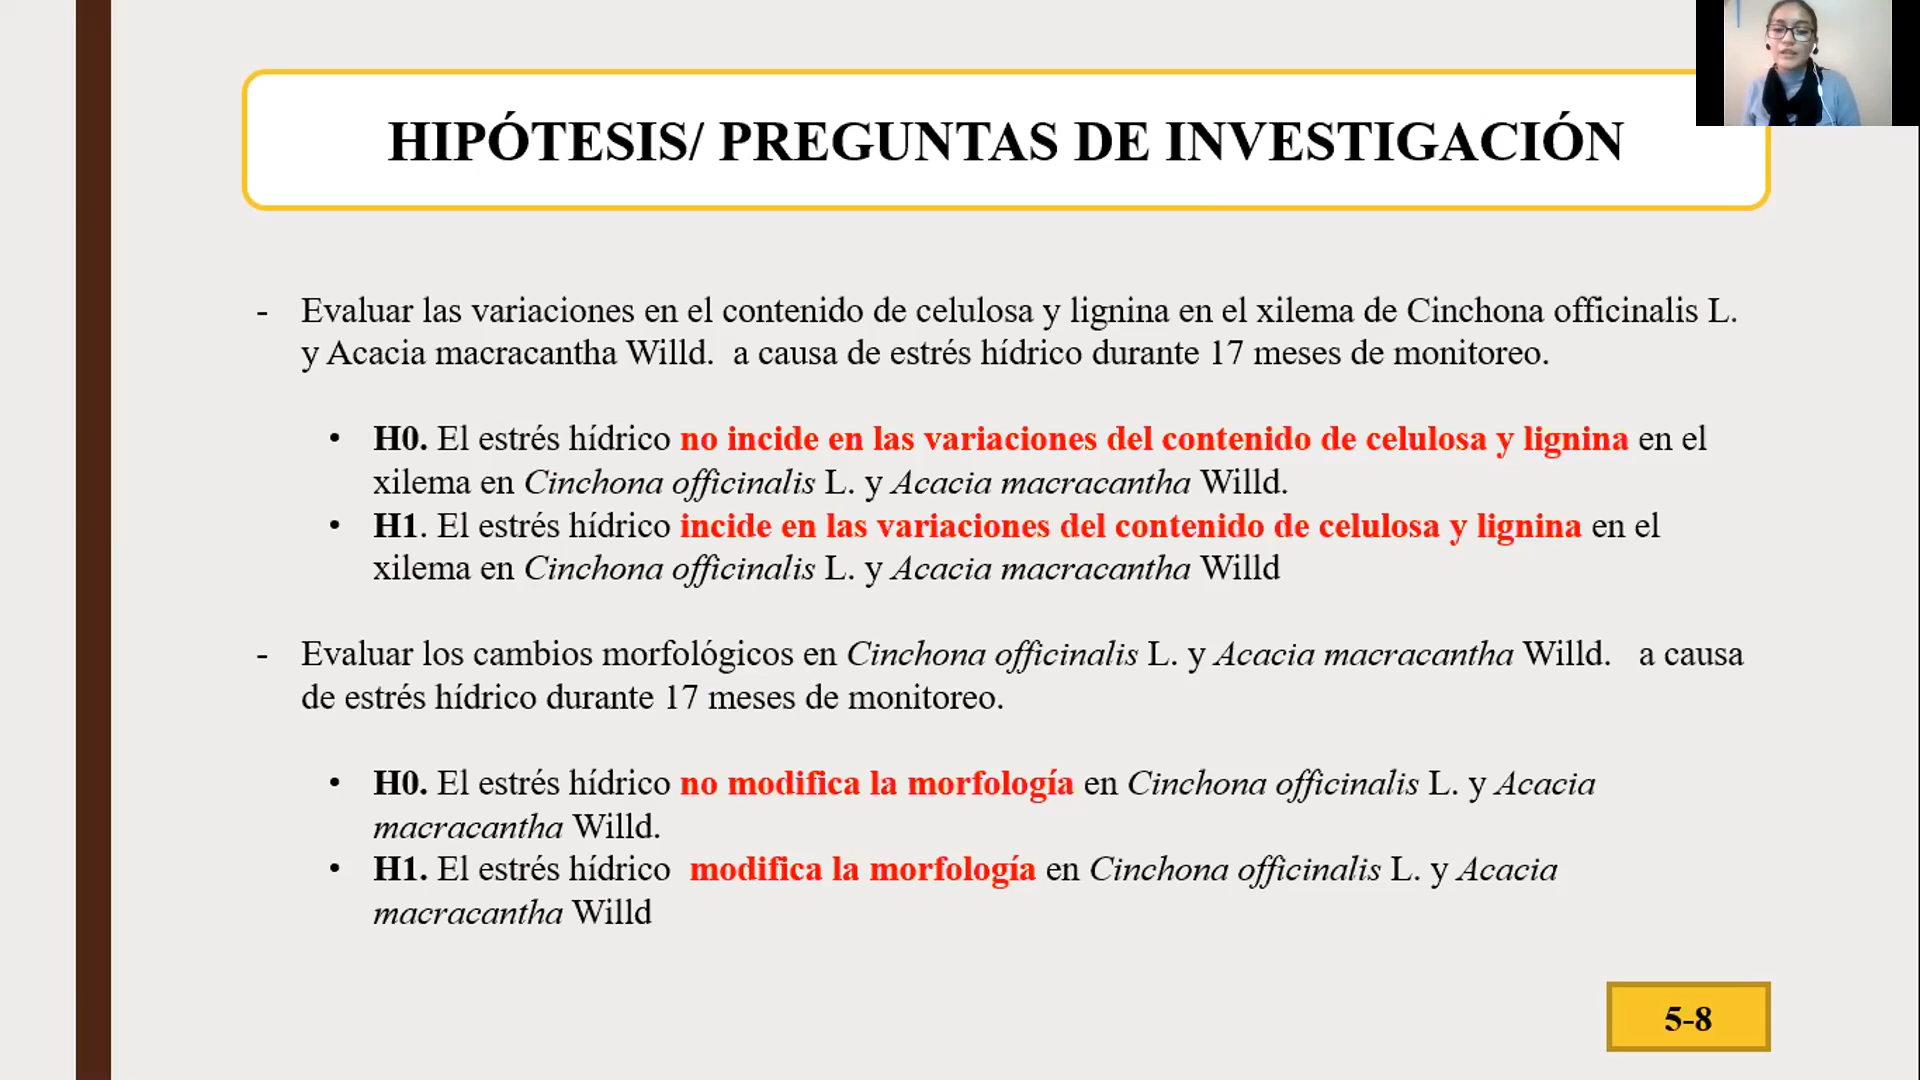 HIPÓTESIS/ PREGUNTAS DE INVESTIGACIÓN
- Evaluar las variaciones en el contenido de celulosa y lignina en el xilema de Cinchona officinalis L.
y Acacia macracantha Willd. a causa de estrés hídrico durante 17 meses de monitoreo.
• H0. El estrés hídrico no incide en las variaciones del contenido de celulosa y lignina en el
xilema en Cinchona officinalis L. y Acacia macracantha Willd.
• H1. El estrés hídrico incide en las variaciones del contenido de celulosa y lignina en el
xilema en Cinchona officinalis L. y Acacia macracantha Willd
- Evaluar los cambios morfológicos en Cinchona officinalis L. y Acacia macracantha Willd. a causa
de estrés hídrico durante 17 meses de monitoreo.
• H0. El estrés hídrico no modifica la morfología en Cinchona officinalis L. y Acacia
macracantha Willd.
• H1. El estrés hídrico modifica la morfología en Cinchona officinalis L. y Acacia
macracantha Willd
5-8